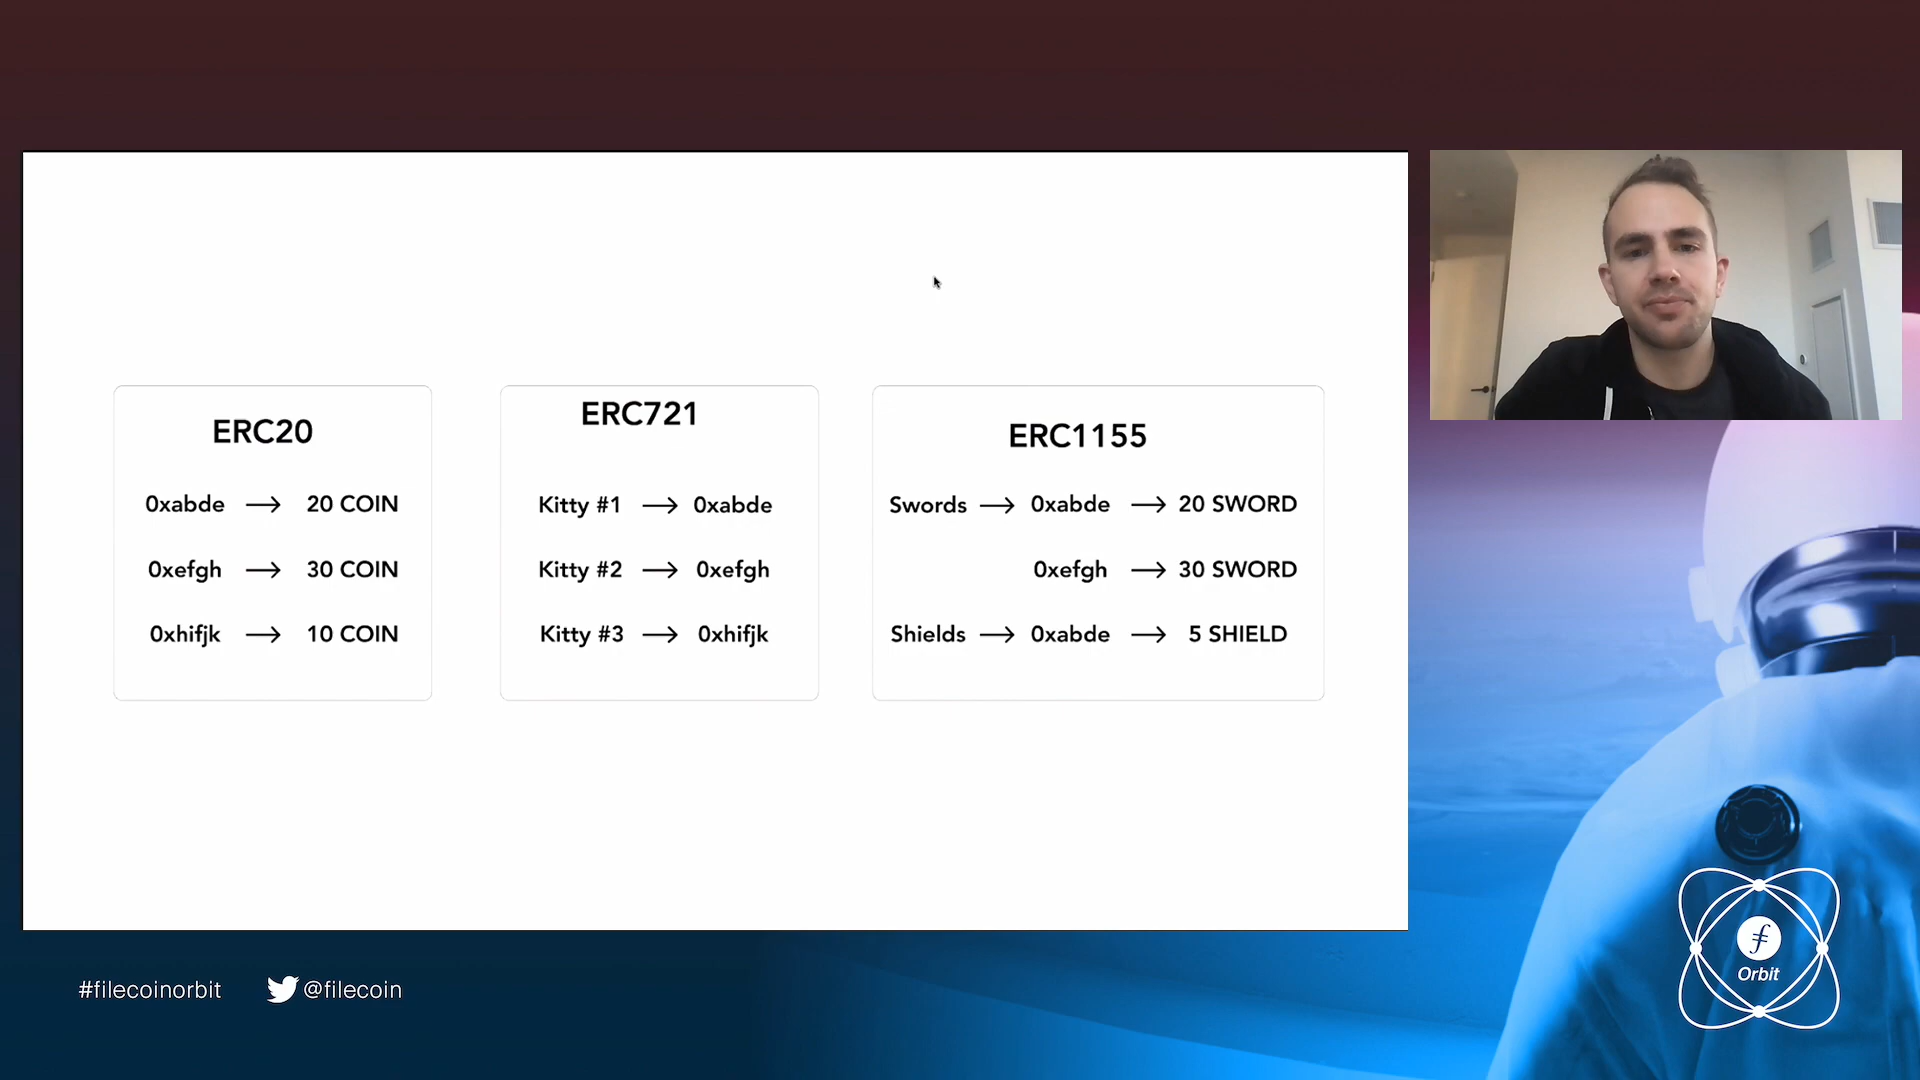 ERC20
0xabde → 20 COIN
0xefgh → 30 COIN
0xhifjk → 10 COIN
ERC721
Kitty #1 → 0xabde
Kitty #2 → 0xefgh
Kitty #3 → 0xhifjk
ERC1155
Swords → 0xabde → 20 SWORD
0xefgh → 30 SWORD
Shields → 0xabde → 5 SHIELD
#filecoinorbit
@filecoin
Orbit